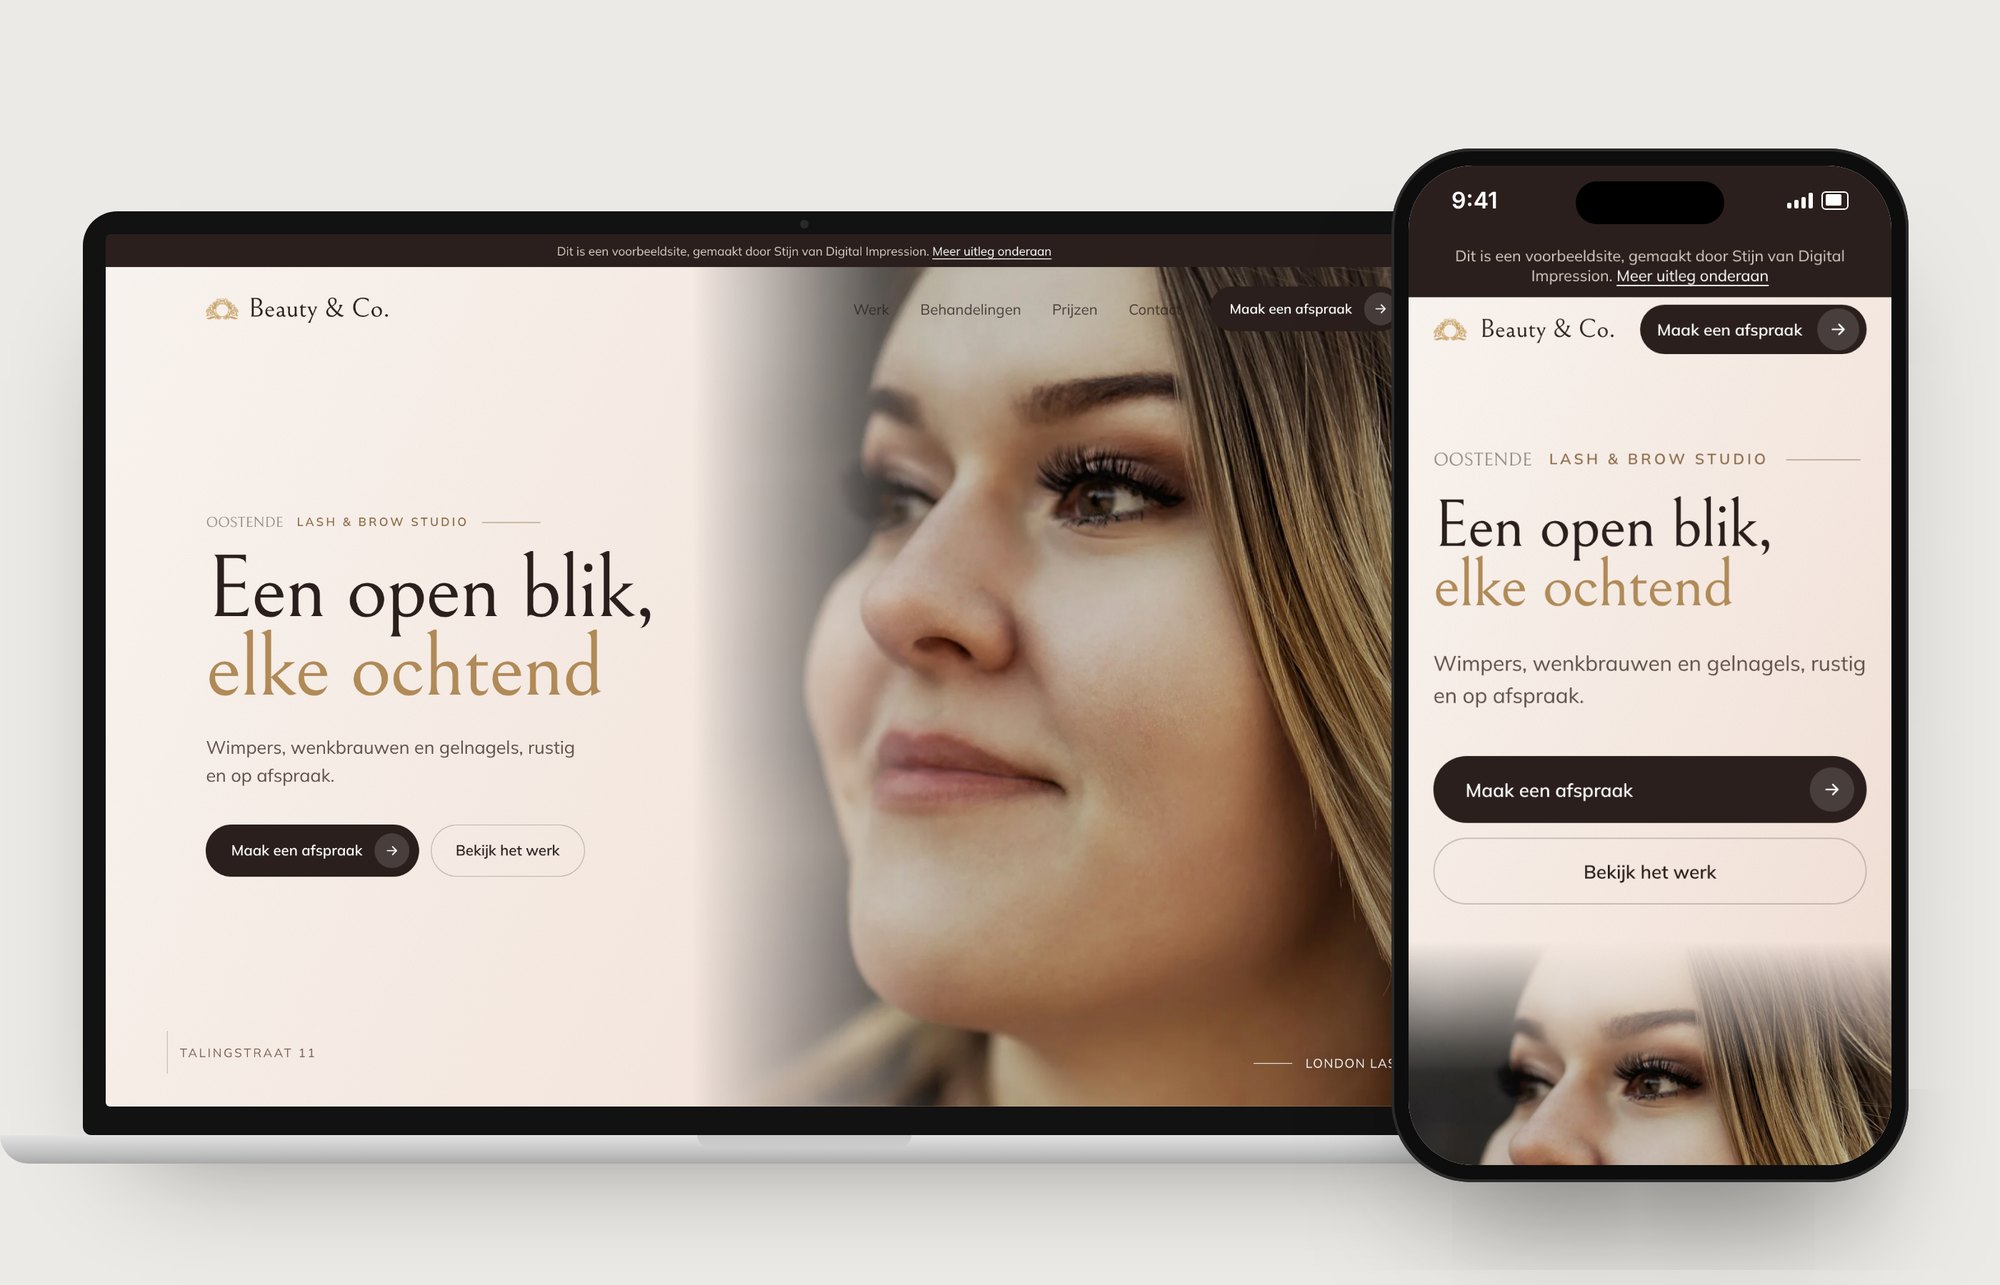 Dit is een voorbeeldsite, gemaakt door Stijn van Digital Impression. Meer uitleg onderaan
Beauty & Co.
Werk Behandelingen Prijzen Contact Maak een afspraak →
OOSTENDE LASH & BROW STUDIO
Een open blik,
elke ochtend
Wimpers, wenkbrauwen en gelnagels, rustig
en op afspraak.
Maak een afspraak → Bekijk het werk
TALINGSTRAAT 11
LONDON
9:41
Dit is een voorbeeldsite, gemaakt door Stijn van Digital
Impression. Meer uitleg onderaan
Beauty & Co. Maak een afspraak →
OOSTENDE LASH & BROW STUDIO
Een open blik,
elke ochtend
Wimpers, wenkbrauwen en gelnagels, rustig
en op afspraak.
Maak een afspraak →
Bekijk het werk